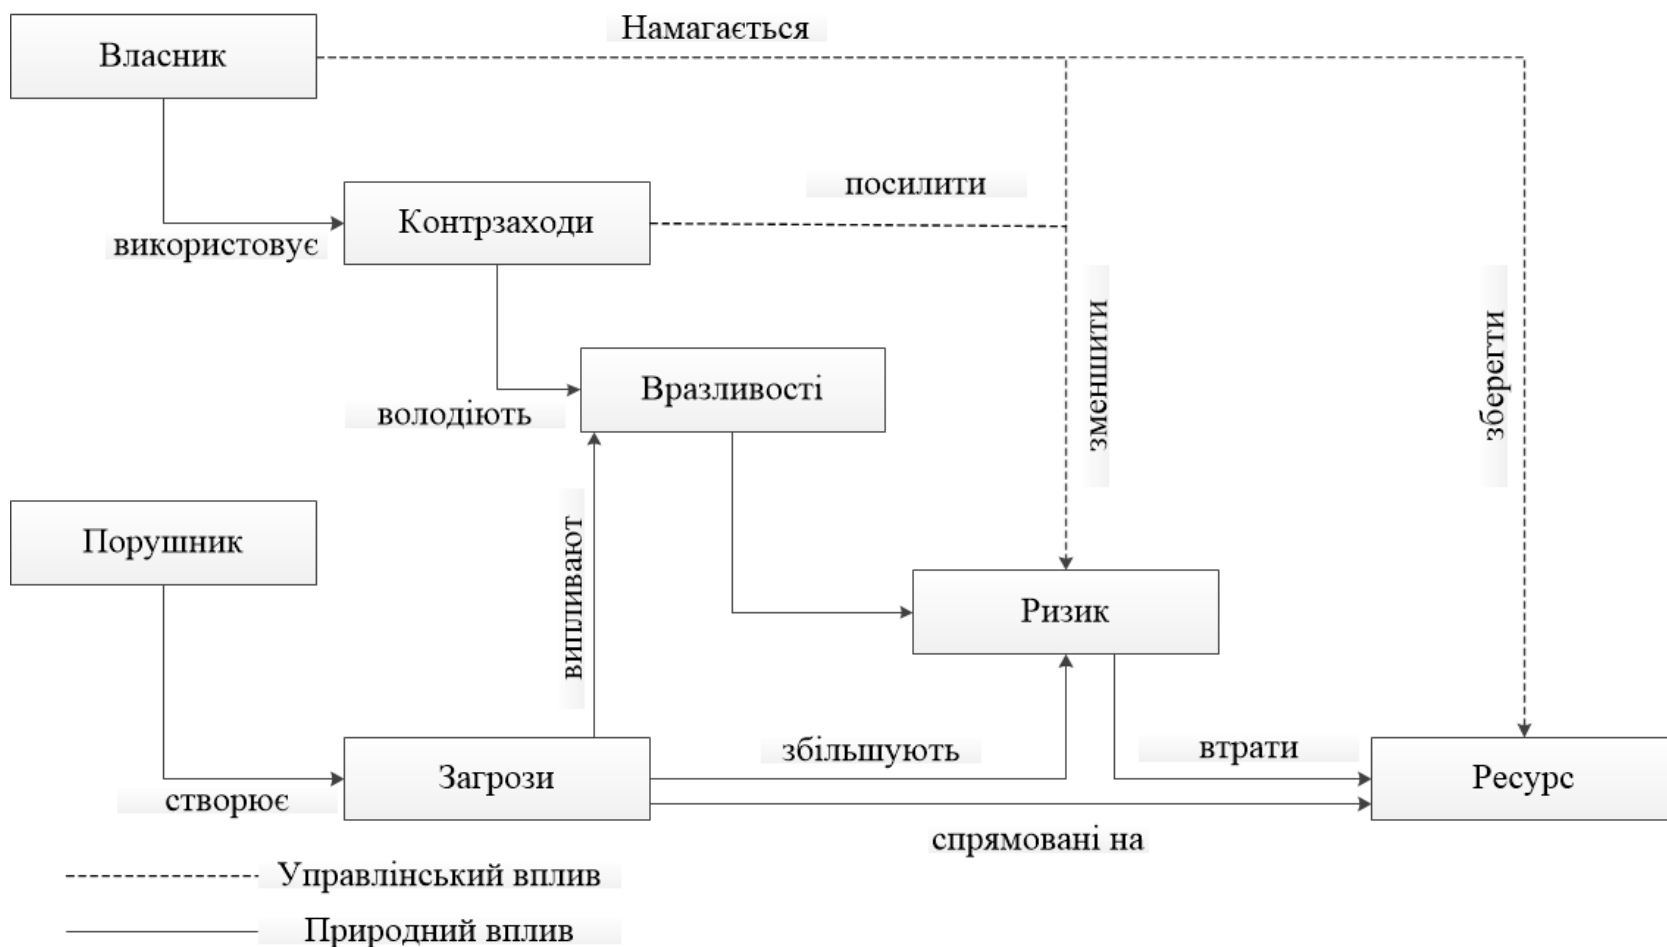 Намагається
Власник
посилити
Контрзаходи
використовує
зменшити
зберегти
Вразливості
володіють
Порушник
випливают
Ризик
збільшують
втрати
Загрози
Ресурс
створює
спрямовані на
Управлінський вплив
Природний вплив